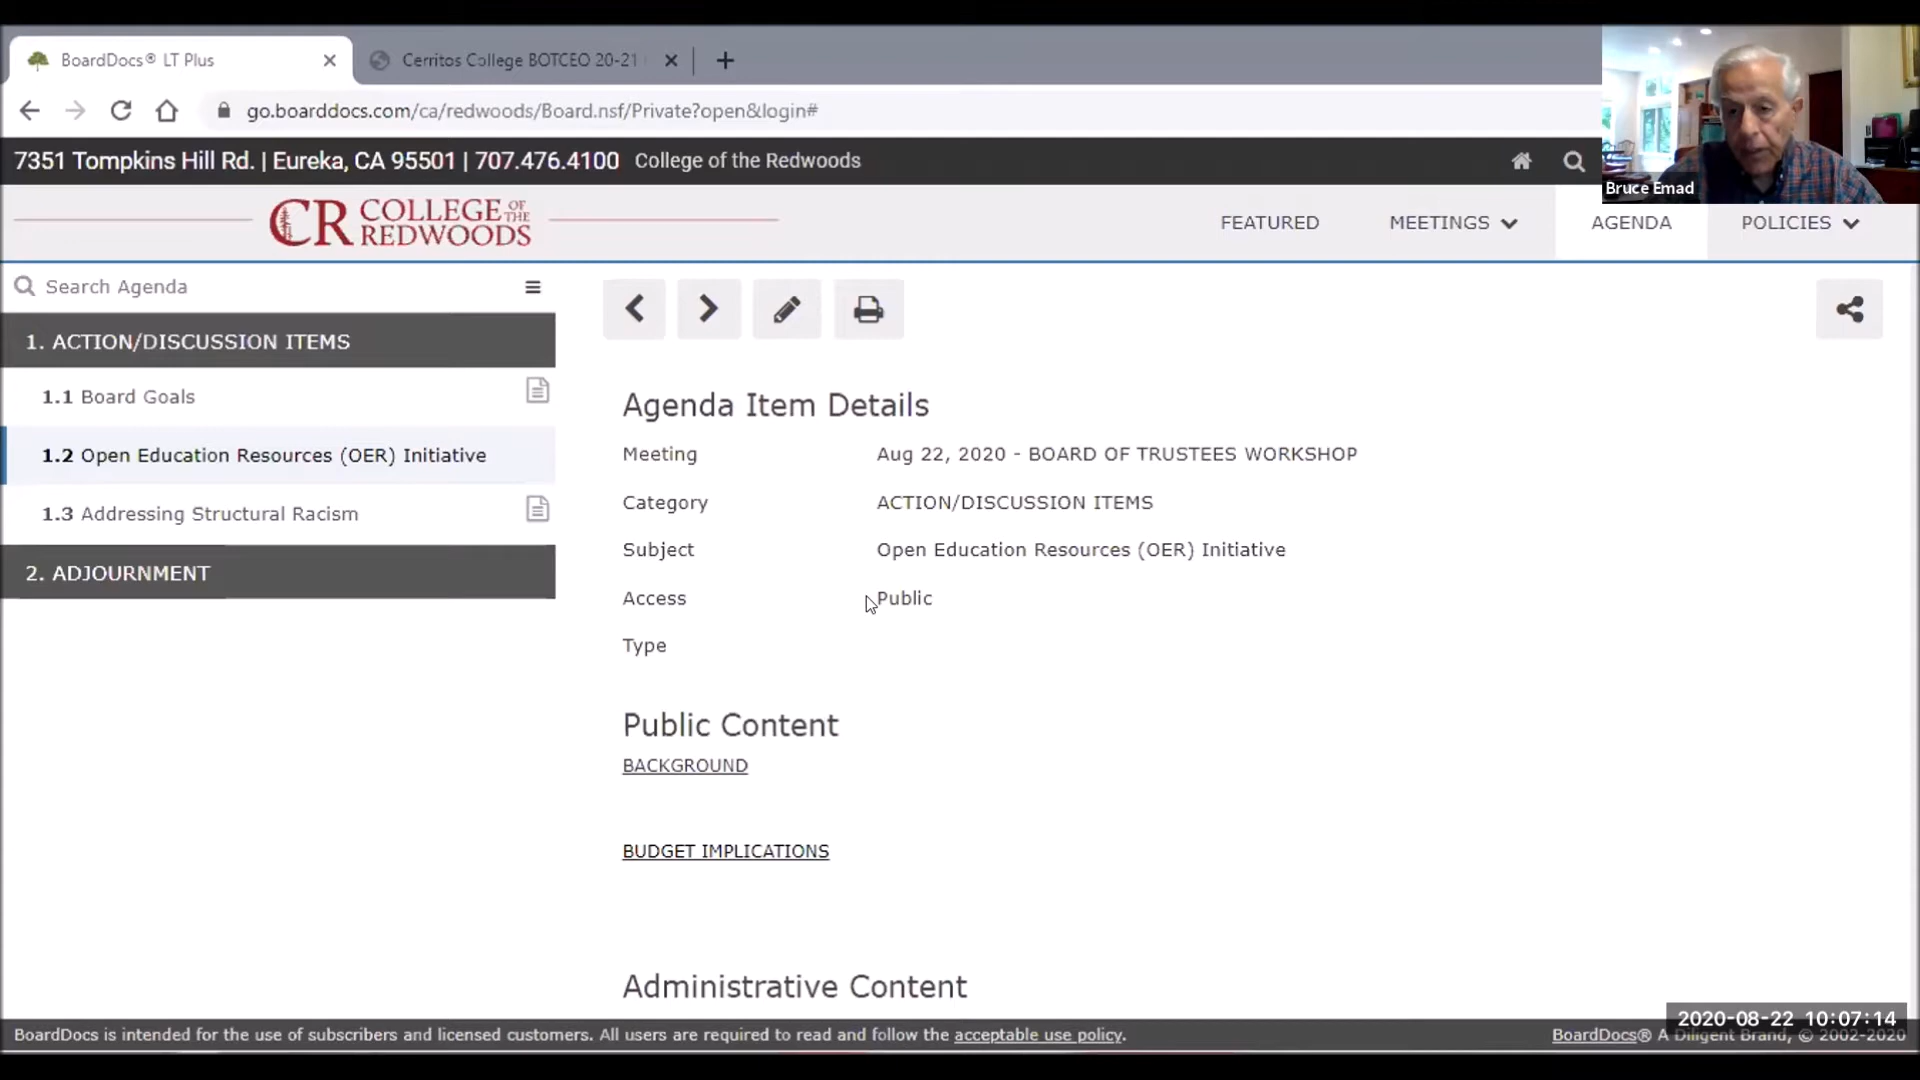 BoardDocs® LT Plus
Cerritos College BOTCEO 20-21
go.boarddocs.com/ca/redwoods/Board.nsf/Private?open&login#
7351 Tompkins Hill Rd. | Eureka, CA 95501 | 707.476.4100 College of the Redwoods
Bruce Emad
CR COLLEGE OF THE REDWOODS
FEATURED MEETINGS AGENDA POLICIES
Search Agenda
1. ACTION/DISCUSSION ITEMS
1.1 Board Goals
1.2 Open Education Resources (OER) Initiative
1.3 Addressing Structural Racism
2. ADJOURNMENT
Agenda Item Details
Meeting Aug 22, 2020 - BOARD OF TRUSTEES WORKSHOP
Category ACTION/DISCUSSION ITEMS
Subject Open Education Resources (OER) Initiative
Access Public
Type
Public Content
BACKGROUND
BUDGET IMPLICATIONS
Administrative Content
2020-08-22 10:07:14
BoardDocs is intended for the use of subscribers and licensed customers. All users are required to read and follow the acceptable use policy.
BoardDocs® A Diligent Brand, © 2002-2020